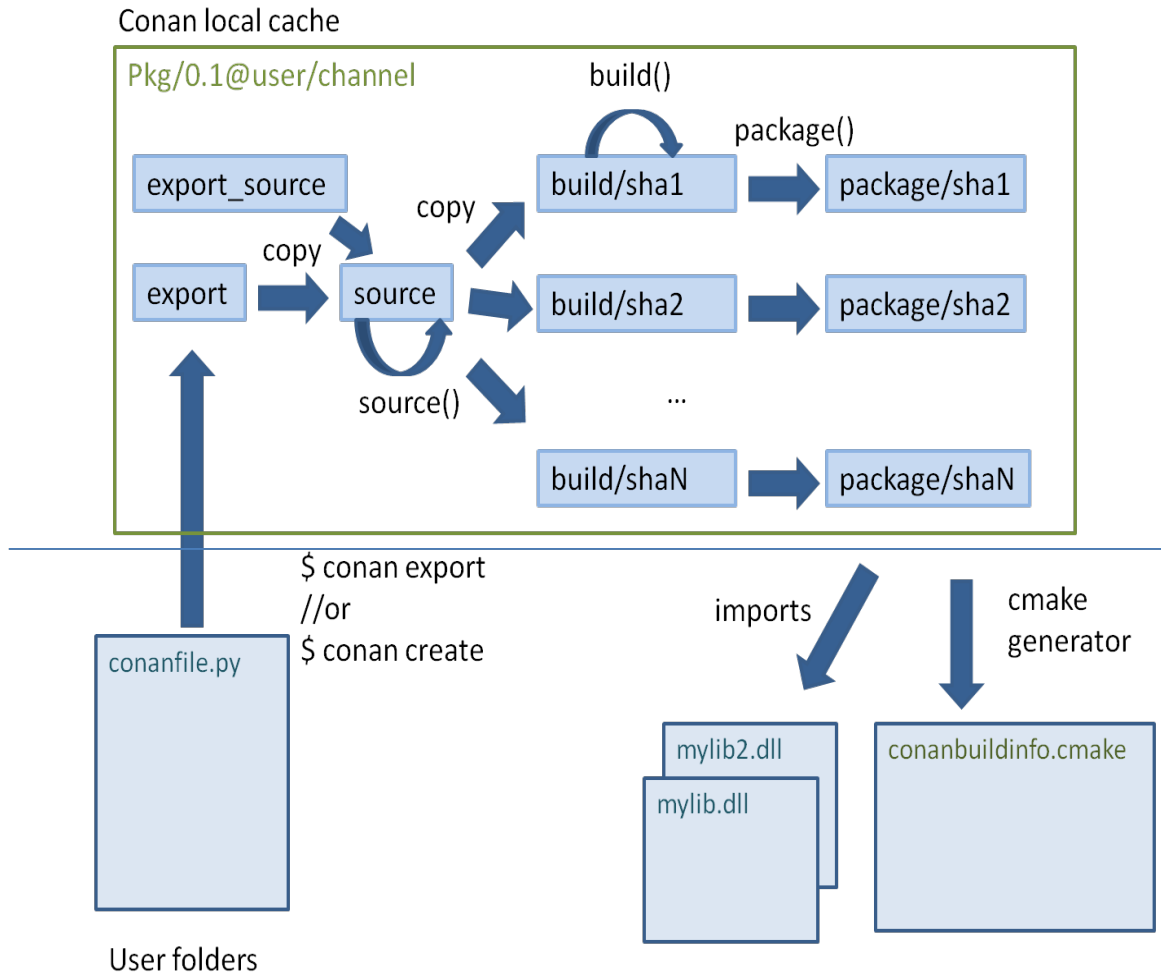 Conan local cache
Pkg/0.1@user/channel
build()
package()
export_source
build/sha1
package/sha1
copy
copy
export
source
build/sha2
package/sha2
source()
...
build/shaN
package/shaN
$ conan export
//or
$ conan create
imports
cmake
generator
conanfile.py
mylib2.dll
conanbuildinfo.cmake
mylib.dll
User folders